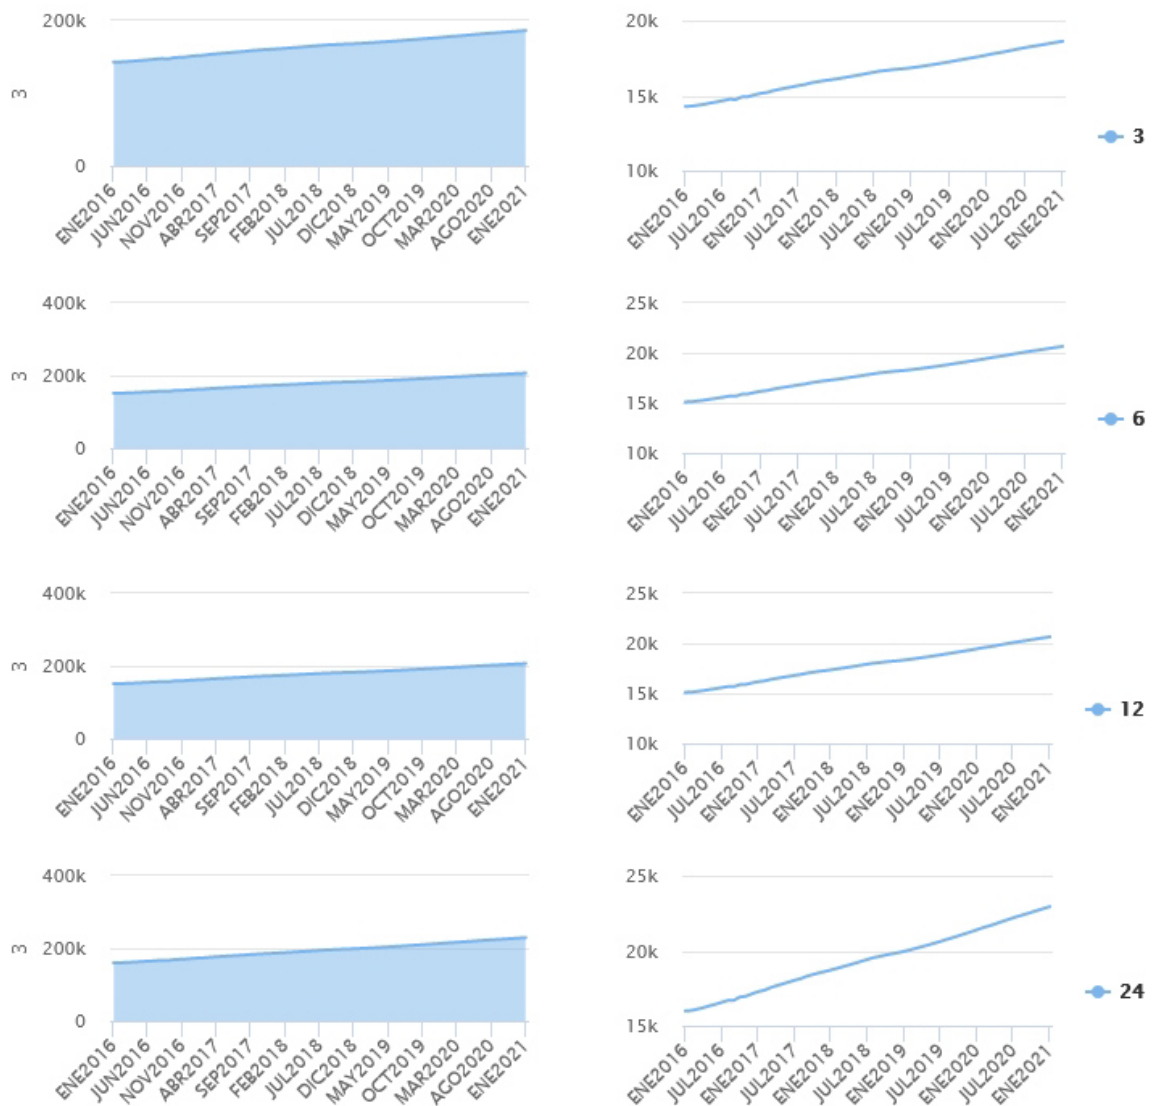 200k
3
0
ENE2016 JUN2016 NOV2016 ABR2017 SEP2017 FEB2018 JUL2018 DIC2018 MAY2019 OCT2019 MAR2020 AGO2020 ENE2021
20k
15k
10k
ENE2016 JUL2016 ENE2017 JUL2017 ENE2018 JUL2018 ENE2019 JUL2019 ENE2020 JUL2020 ENE2021
3
400k
3
200k
0
ENE2016 JUN2016 NOV2016 ABR2017 SEP2017 FEB2018 JUL2018 DIC2018 MAY2019 OCT2019 MAR2020 AGO2020 ENE2021
25k
20k
15k
10k
ENE2016 JUL2016 ENE2017 JUL2017 ENE2018 JUL2018 ENE2019 JUL2019 ENE2020 JUL2020 ENE2021
6
400k
3
200k
0
ENE2016 JUN2016 NOV2016 ABR2017 SEP2017 FEB2018 JUL2018 DIC2018 MAY2019 OCT2019 MAR2020 AGO2020 ENE2021
25k
20k
15k
10k
ENE2016 JUL2016 ENE2017 JUL2017 ENE2018 JUL2018 ENE2019 JUL2019 ENE2020 JUL2020 ENE2021
12
400k
3
200k
0
ENE2016 JUN2016 NOV2016 ABR2017 SEP2017 FEB2018 JUL2018 DIC2018 MAY2019 OCT2019 MAR2020 AGO2020 ENE2021
25k
20k
15k
ENE2016 JUL2016 ENE2017 JUL2017 ENE2018 JUL2018 ENE2019 JUL2019 ENE2020 JUL2020 ENE2021
24